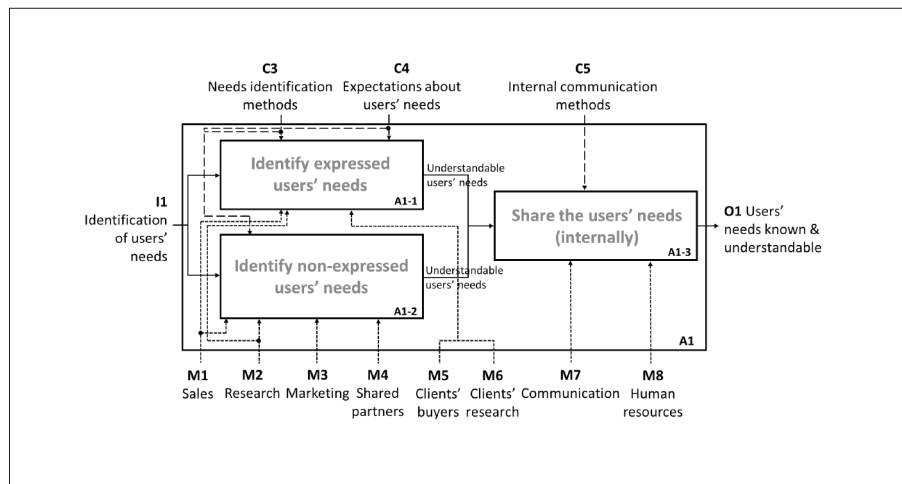 C3
Needs identification
methods
C4
Expectations about
users' needs
C5
Internal communication
methods
Identify expressed
users' needs
A1-1
Understandable
users' needs
I1
Identification
of users'
needs
Share the users' needs
(internally)
A1-3
O1 Users'
needs known &
understandable
Identify non-expressed
users' needs
A1-2
Understandable
users' needs
A1
M1
Sales
M2
Research
M3
Marketing
M4
Shared
partners
M5
Clients'
buyers
M6
Clients'
research
M7
Communication
M8
Human
resources